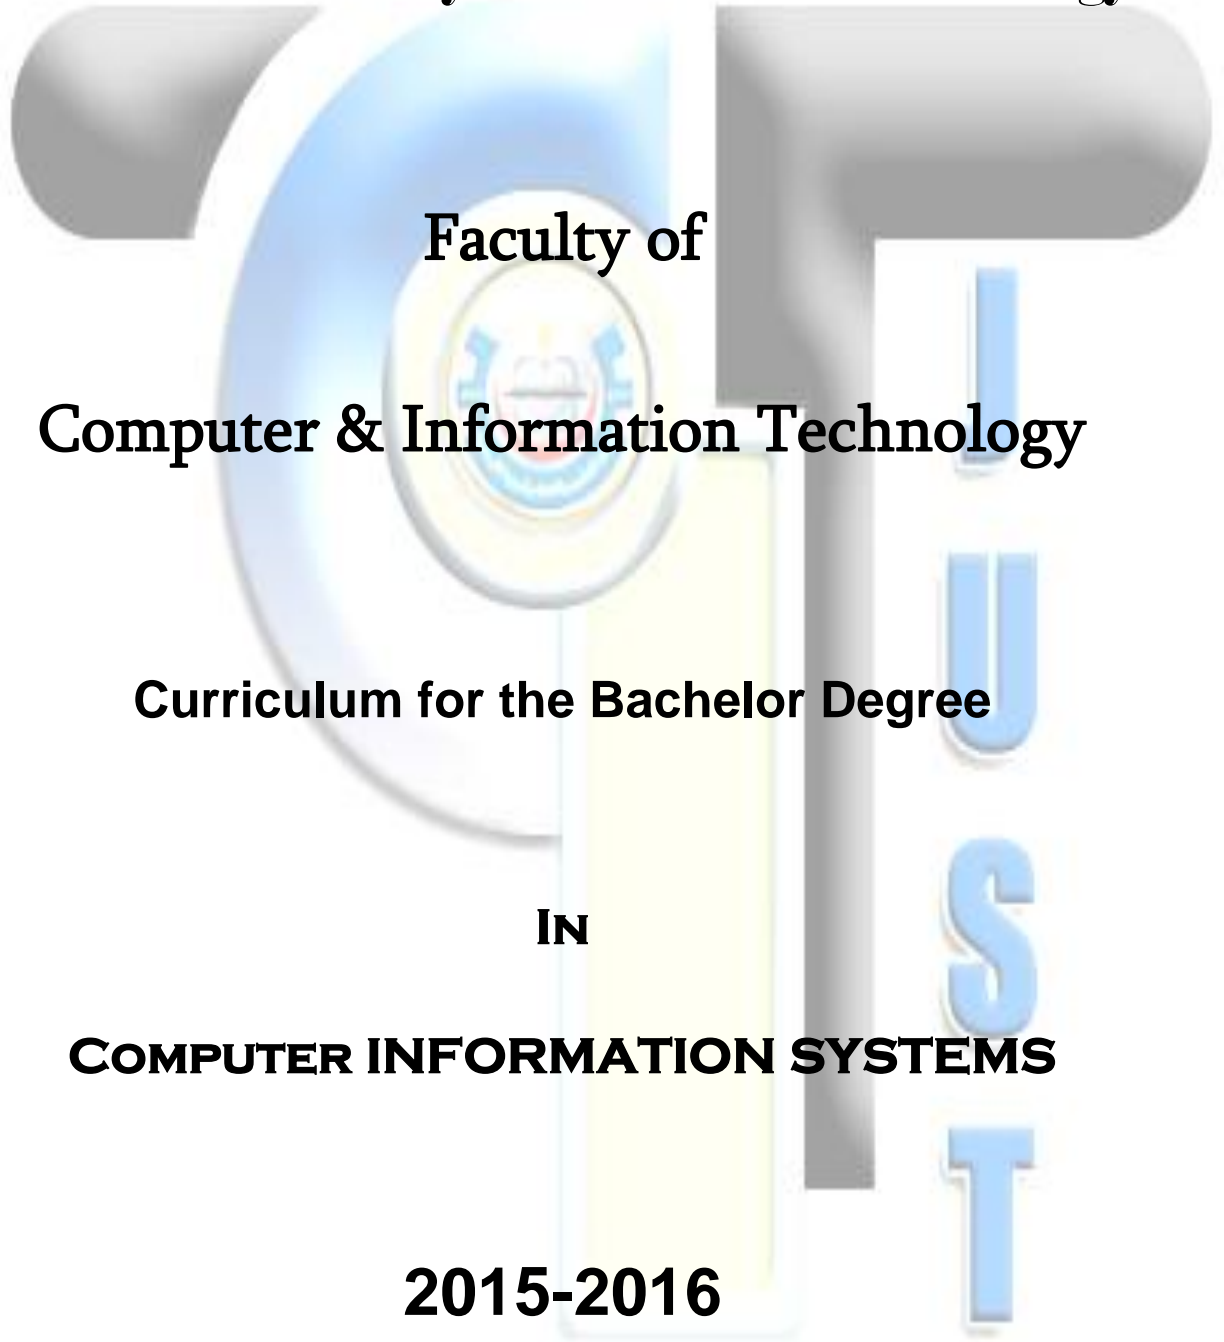 Faculty of
Computer & Information Technology
Curriculum for the Bachelor Degree
IN
COMPUTER INFORMATION SYSTEMS
2015-2016
J
U
S
T